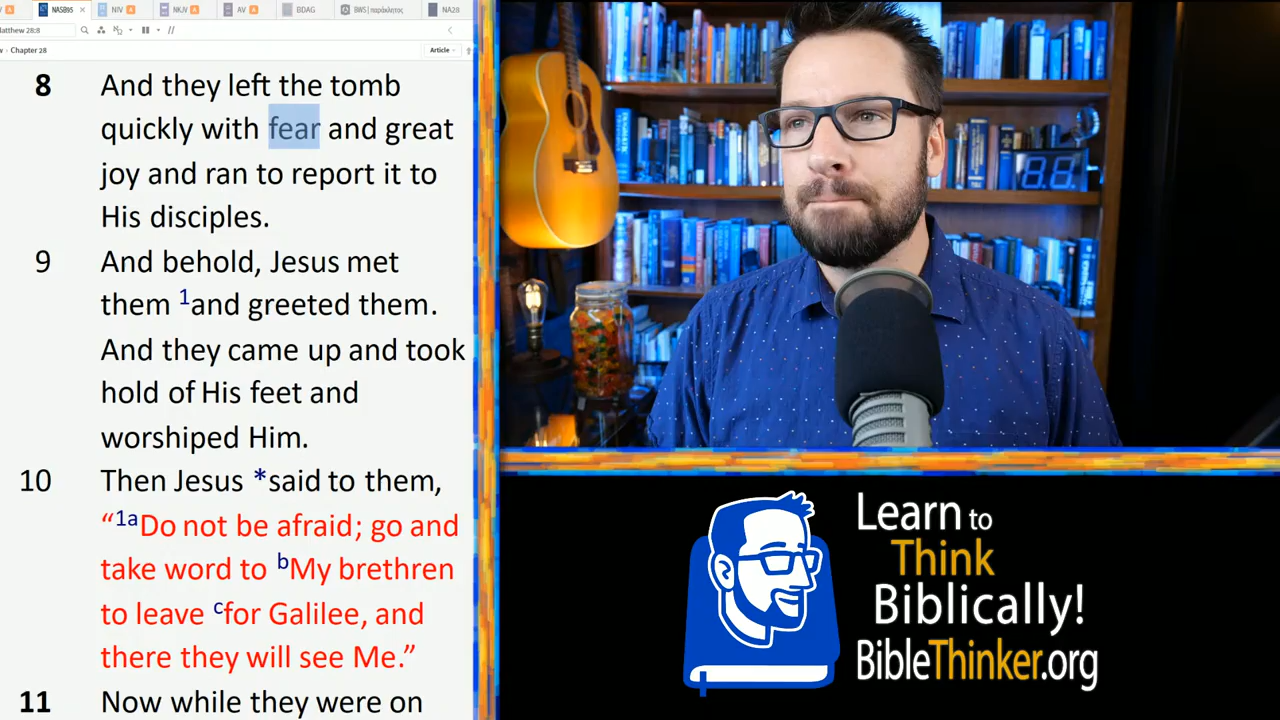 NASB95 NIV NKJV AV BDAG BWS | παράκλητος NA28
atthew 28:8
Chapter 28
Article
8 And they left the tomb
quickly with fear and great
joy and ran to report it to
His disciples.
9 And behold, Jesus met
them 1and greeted them.
And they came up and took
hold of His feet and
worshiped Him.
10 Then Jesus *said to them,
“1aDo not be afraid; go and
take word to bMy brethren
to leave cfor Galilee, and
there they will see Me.”
11 Now while they were on
Learn to
Think
Biblically!
BibleThinker.org